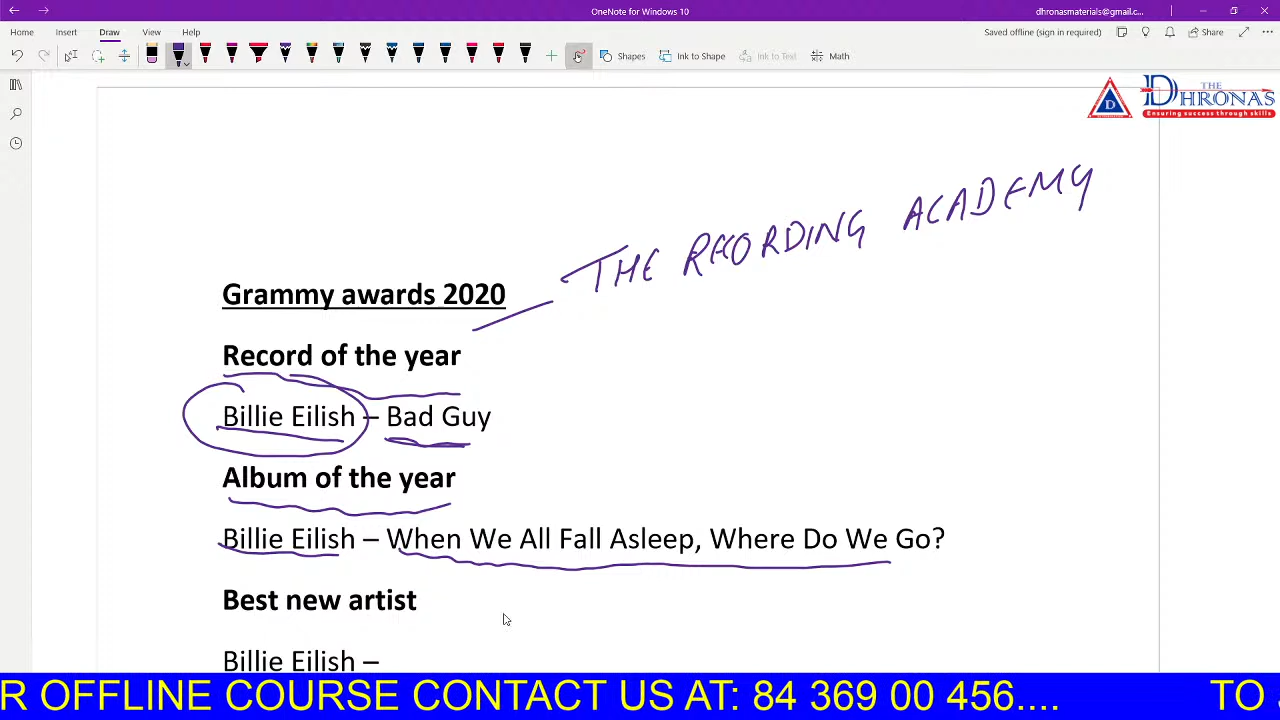 OneNote for Windows 10
dhronasmaterials@gmail.c...
Home Insert Draw View Help
Saved offline (sign in required) Share
Shapes Ink to Shape Ink to Text Math
THE DHRONAS
Ensuring success through skills
THE RECORDING ACADEMY
Grammy awards 2020
Record of the year
Billie Eilish – Bad Guy
Album of the year
Billie Eilish – When We All Fall Asleep, Where Do We Go?
Best new artist
Billie Eilish –
R OFFLINE COURSE CONTACT US AT: 84 369 00 456.... TO